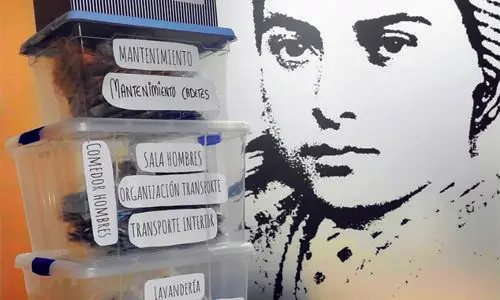 MANTENIMIENTO
MANTENIMIENTO CADETES
COMEDOR HOMBRES
SALA HOMBRES
ORGANIZACIÓN TRANSPORTE
TRANSPORTE INTERIOR
LAVANDERÍA